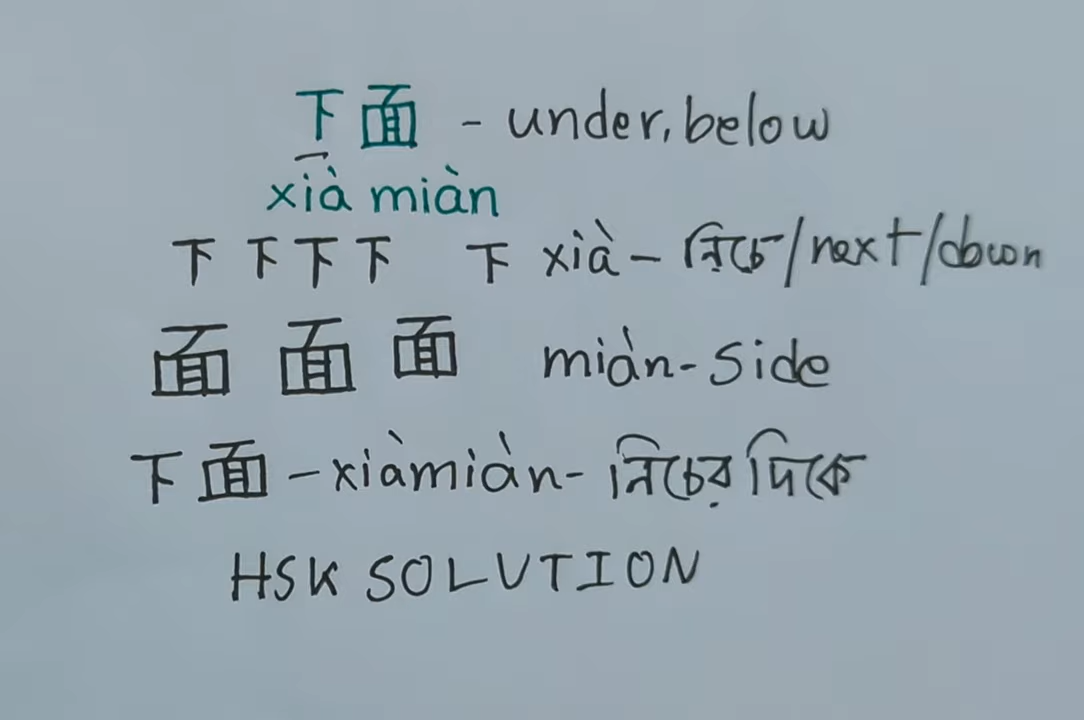 下面 - under, below
xià miàn
下 下 下 下 下 xià - নিচে/next/down
面 面 面 miàn - side
下面 - xiàmiàn - নিচের দিকে
HSK SOLUTION